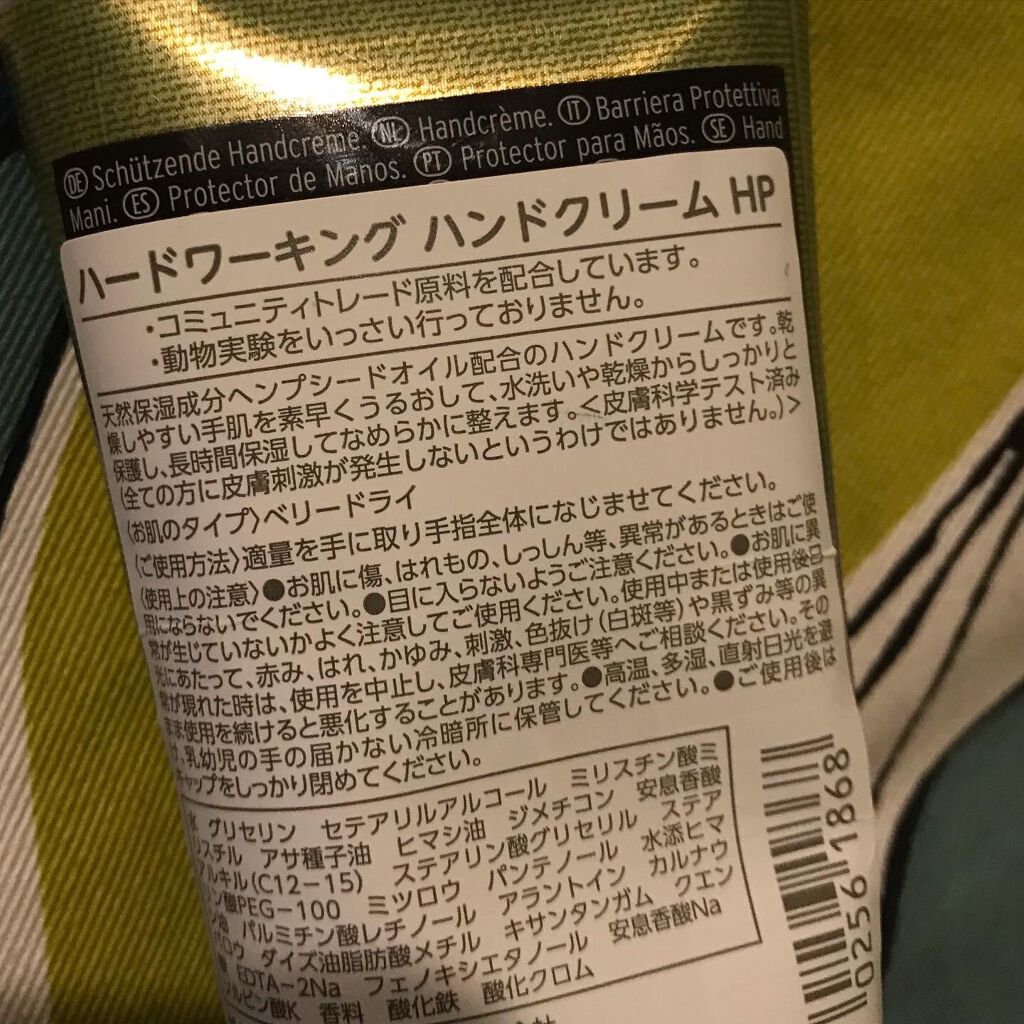 DE Schützende Handcreme. NL Handcrème. IT Barriera Protettiva
Mani. ES Protector de Manos. PT Protector para Mãos. SE Hand
ハードワーキング ハンドクリーム HP
・コミュニティトレード原料を配合しています。
・動物実験をいっさい行っておりません。
天然保湿成分ヘンプシードオイル配合のハンドクリームです。乾
燥しやすい手肌を素早くうるおして、水洗いや乾燥からしっかりと
保護し、長時間保湿してなめらかに整えます。<皮膚科学テスト済み
(全ての方に皮膚刺激が発生しないというわけではありません。)>
〈お肌のタイプ〉ベリードライ
〈ご使用方法〉適量を手に取り手指全体になじませてください。
〈使用上の注意〉●お肌に傷、はれもの、しっしん等、異常があるときはご使
用にならないでください。●目に入らないようご注意ください。●お肌に異
常が生じていないかよく注意してご使用ください。使用中または使用後日
光にあたって、赤み、はれ、かゆみ、刺激、色抜け(白斑等)や黒ずみ等の異
常が現れた時は、使用を中止し、皮膚科専門医等へご相談ください。その
まま使用を続けると悪化することがあります。●高温、多湿、直射日光を避
け、乳幼児の手の届かない冷暗所に保管してください。●ご使用後は
キャップをしっかり閉めてください。
水 グリセリン セテアリルアルコール ミリスチン酸ミ
リスチル アサ種子油 ヒマシ油 ジメチコン 安息香酸
アルキル(C12-15) ステアリン酸グリセリル ステア
リン酸PEG-100 ミツロウ パンテノール 水添ヒマ
シ油 パルミチン酸レチノール アラントイン カルナウ
バロウ ダイズ油脂肪酸メチル キサンタンガム クエン
酸 EDTA-2Na フェノキシエタノール 安息香酸Na
ソルビン酸K 香料 酸化鉄 酸化クロム
0256 1868